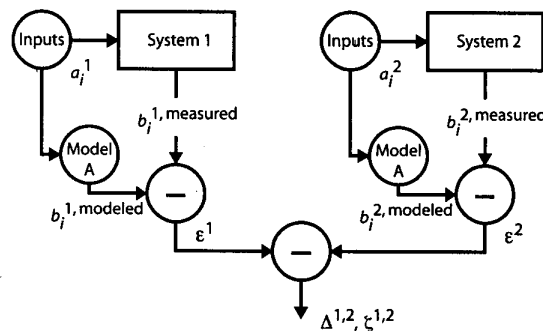 Inputs
System 1
Inputs
System 2
a_i^1
a_i^2
b_i^1, measured
b_i^2, measured
Model
A
Model
A
−
−
b_i^1, modeled
b_i^2, modeled
ε^1
ε^2
−
Δ^1,2, ζ^1,2